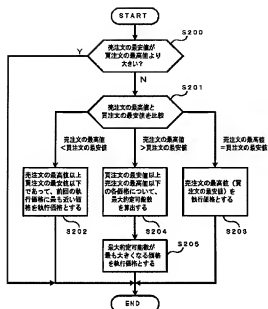 START
S200
売注文の最安値が
買注文の最高値より
大きい?
Y
N
S201
売注文の最高値と
買注文の最安値を比較
売注文の最高値
<買注文の最安値
売注文の最高値
>買注文の最安値
売注文の最高値
=買注文の最安値
売注文の最高値以上
買注文の最安値以下で
あって、前回の執
行価格に最も近い価
格を執行価格とする
S202
買注文の最安値以上
売注文の最高値以下の
各価格について、
最大約定可能数
を算出する
S204
売注文の最高値(買注文
の最安値)を
執行価格とする
S203
最大約定可能数が
最も大きくなる価格
を執行価格とする
S205
END